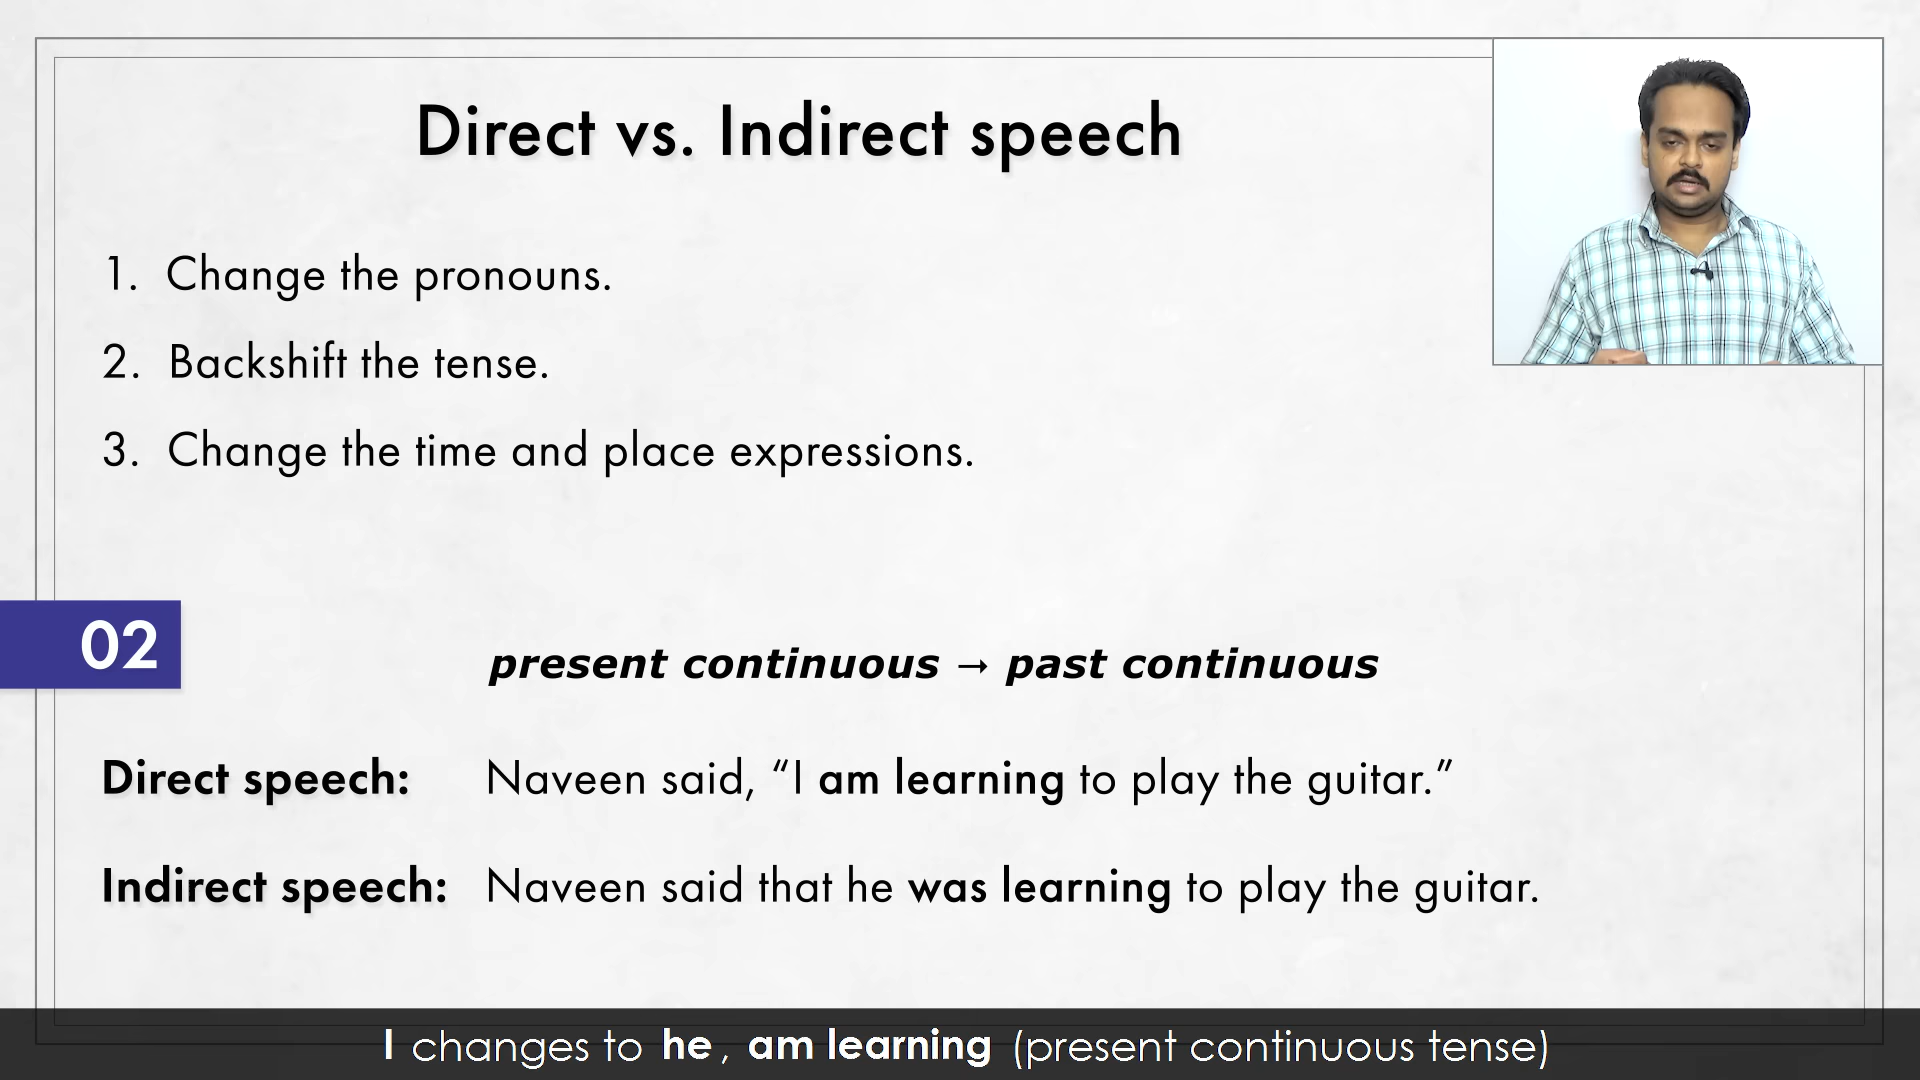 Direct vs. Indirect speech
1. Change the pronouns.
2. Backshift the tense.
3. Change the time and place expressions.
02
present continuous → past continuous
Direct speech: Naveen said, “I am learning to play the guitar.”
Indirect speech: Naveen said that he was learning to play the guitar.
I changes to he, am learning (present continuous tense)